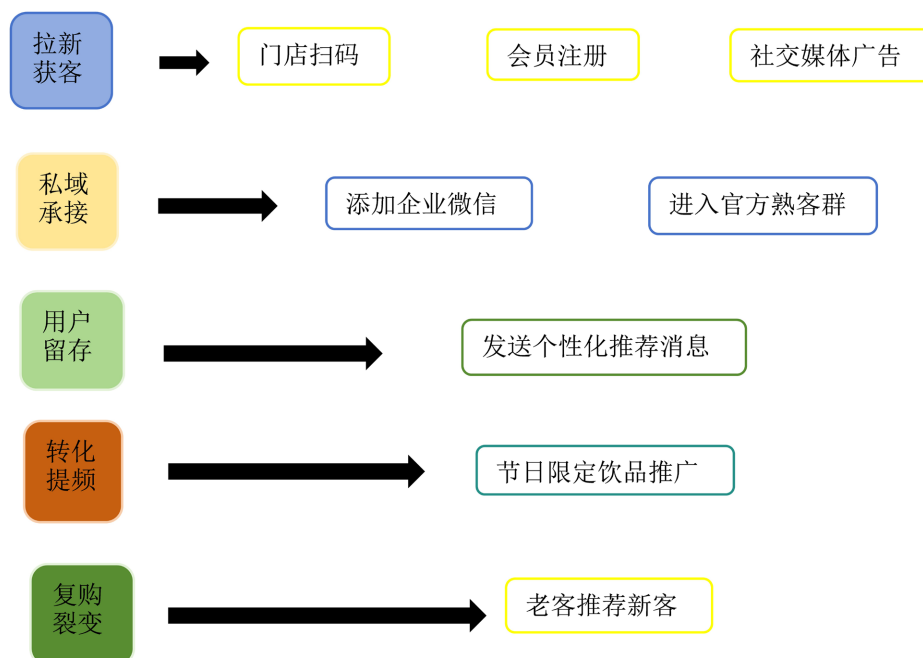 拉新
获客
门店扫码
会员注册
社交媒体广告
私域
承接
添加企业微信
进入官方熟客群
用户
留存
发送个性化推荐消息
转化
提频
节日限定饮品推广
复购
裂变
老客推荐新客